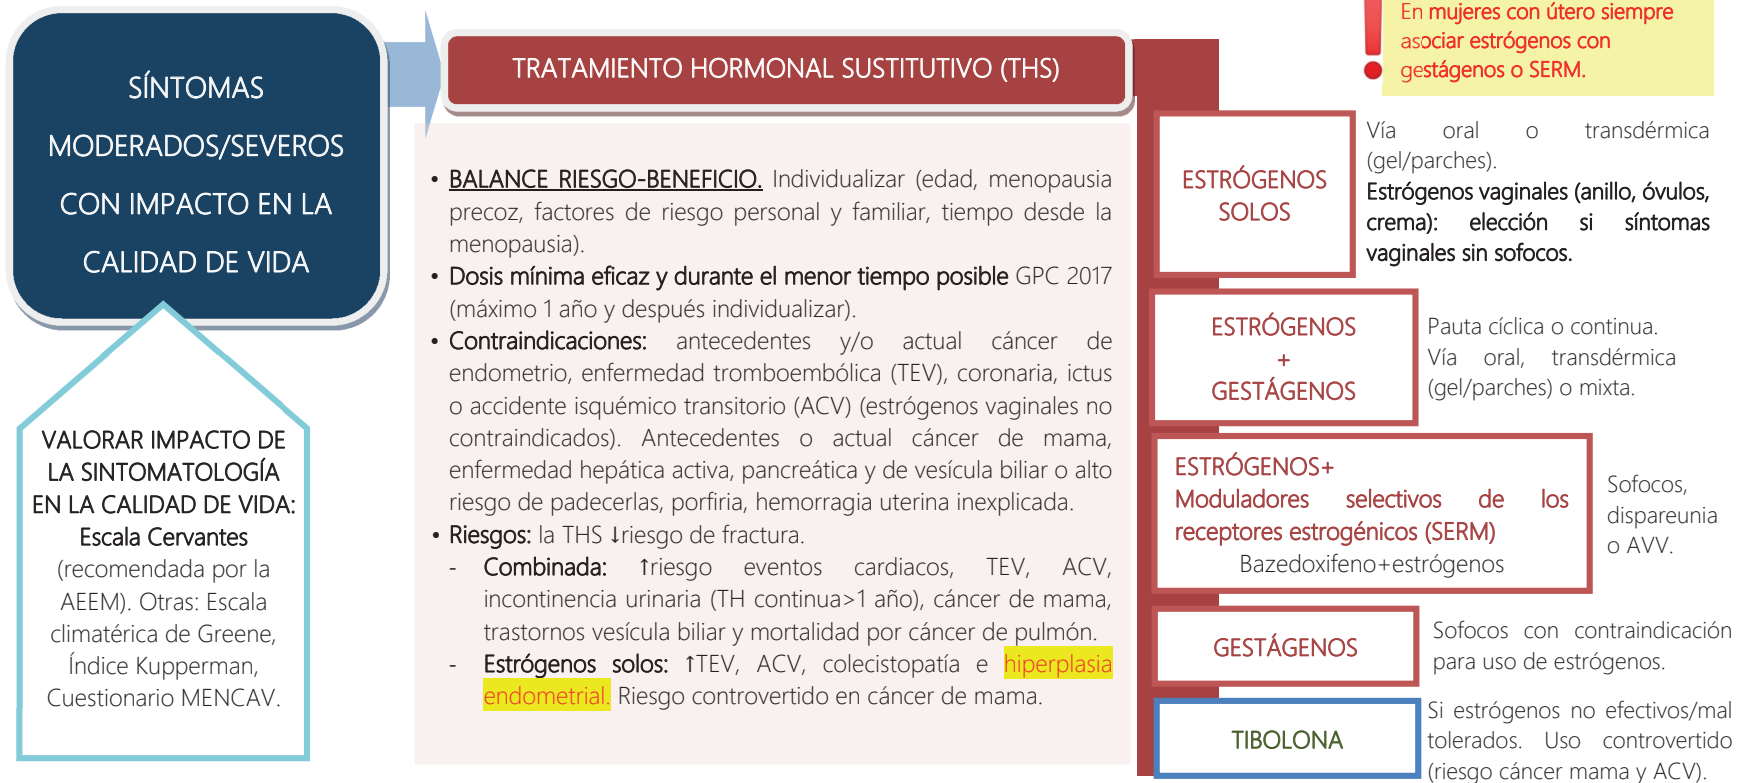 SÍNTOMAS
MODERADOS/SEVEROS
CON IMPACTO EN LA
CALIDAD DE VIDA
VALORAR IMPACTO DE
LA SINTOMATOLOGÍA
EN LA CALIDAD DE VIDA:
Escala Cervantes
(recomendada por la
AEEM). Otras: Escala
climatérica de Greene,
Índice Kupperman,
Cuestionario MENCAV.
TRATAMIENTO HORMONAL SUSTITUTIVO (THS)
• BALANCE RIESGO-BENEFICIO. Individualizar (edad, menopausia
precoz, factores de riesgo personal y familiar, tiempo desde la
menopausia).
• Dosis mínima eficaz y durante el menor tiempo posible GPC 2017
(máximo 1 año y después individualizar).
• Contraindicaciones: antecedentes y/o actual cáncer de
endometrio, enfermedad tromboembólica (TEV), coronaria, ictus
o accidente isquémico transitorio (ACV) (estrógenos vaginales no
contraindicados). Antecedentes o actual cáncer de mama,
enfermedad hepática activa, pancreática y de vesícula biliar o alto
riesgo de padecerlas, porfiria, hemorragia uterina inexplicada.
• Riesgos: la THS ↓riesgo de fractura.
- Combinada: ↑riesgo eventos cardiacos, TEV, ACV,
incontinencia urinaria (TH continua>1 año), cáncer de mama,
trastornos vesícula biliar y mortalidad por cáncer de pulmón.
- Estrógenos solos: ↑TEV, ACV, colecistopatía e hiperplasia
endometrial. Riesgo controvertido en cáncer de mama.
En mujeres con útero siempre
asociar estrógenos con
gestágenos o SERM.
ESTRÓGENOS
SOLOS
Vía oral o transdérmica
(gel/parches).
Estrógenos vaginales (anillo, óvulos,
crema): elección si síntomas
vaginales sin sofocos.
ESTRÓGENOS
+
GESTÁGENOS
Pauta cíclica o continua.
Vía oral, transdérmica
(gel/parches) o mixta.
ESTRÓGENOS+
Moduladores selectivos de los
receptores estrogénicos (SERM)
Bazedoxifeno+estrógenos
Sofocos,
dispareunia
o AVV.
GESTÁGENOS
Sofocos con contraindicación
para uso de estrógenos.
TIBOLONA
Si estrógenos no efectivos/mal
tolerados. Uso controvertido
(riesgo cáncer mama y ACV).